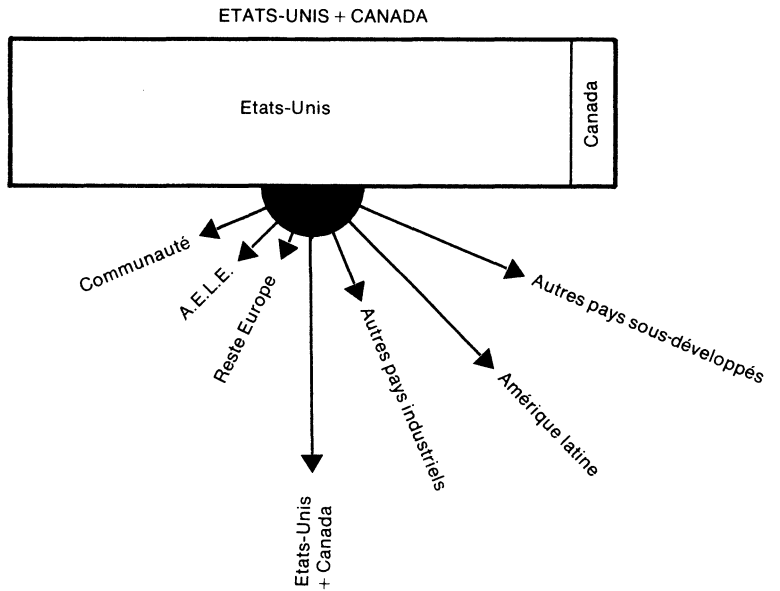 ETATS-UNIS + CANADA
Etats-Unis
Canada
Communauté
A.E.L.E.
Reste Europe
Etats-Unis
+ Canada
Autres pays industriels
Amérique latine
Autres pays sous-développés